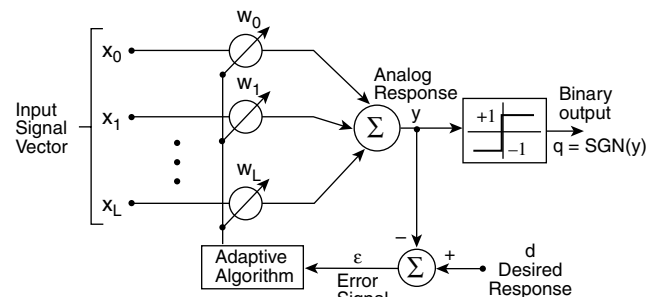 Input
Signal
Vector
x0
x1
xL
w0
w1
wL
Σ
Analog
Response
y
+1
−1
Binary
output
q = SGN(y)
Adaptive
Algorithm
ε
Error
Signal
−
Σ
+
d
Desired
Response